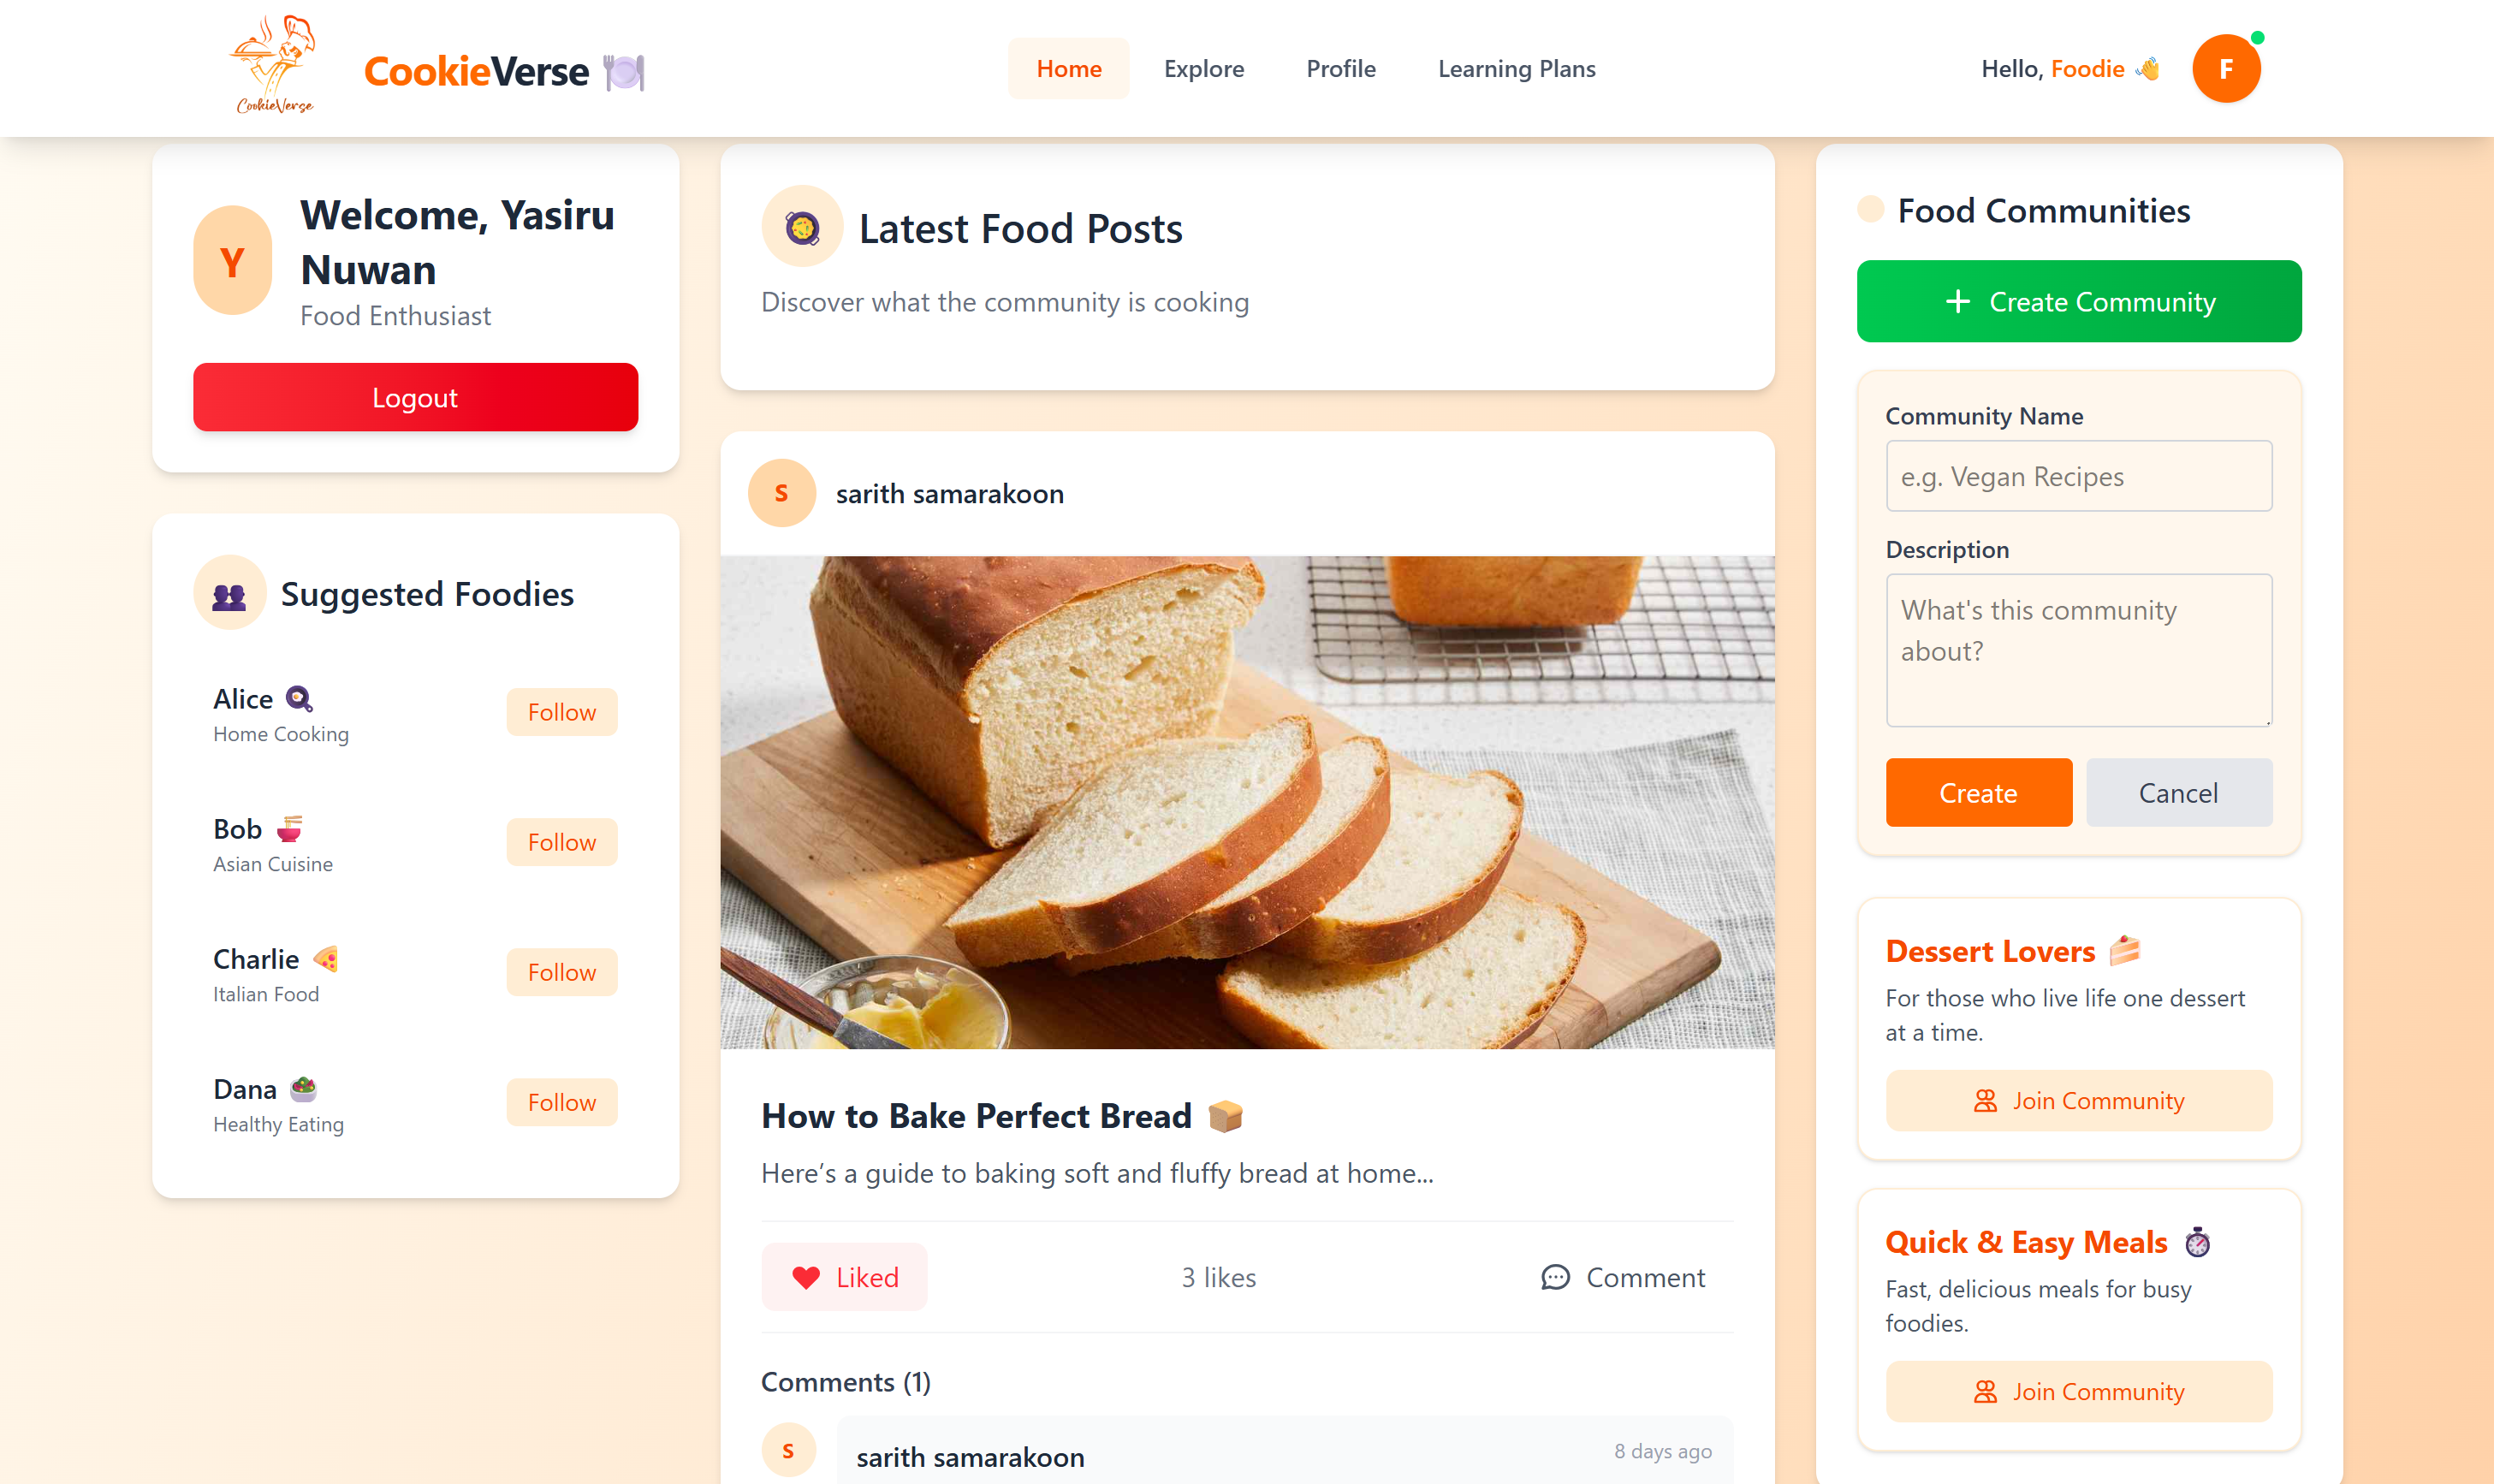 CookieVerse
CookieVerse 🍽️
Home
Explore
Profile
Learning Plans
Hello, Foodie 👋
F
Y
Welcome, Yasiru
Nuwan
Food Enthusiast
Logout
Suggested Foodies
Alice 🍳
Home Cooking
Follow
Bob 🍜
Asian Cuisine
Follow
Charlie 🍕
Italian Food
Follow
Dana 🥗
Healthy Eating
Follow
Latest Food Posts
Discover what the community is cooking
S
sarith samarakoon
How to Bake Perfect Bread 🍞
Here’s a guide to baking soft and fluffy bread at home...
Liked
3 likes
Comment
Comments (1)
S
sarith samarakoon
8 days ago
Food Communities
+ Create Community
Community Name
e.g. Vegan Recipes
Description
What's this community
about?
Create
Cancel
Dessert Lovers 🍰
For those who live life one dessert
at a time.
Join Community
Quick & Easy Meals ⏱️
Fast, delicious meals for busy
foodies.
Join Community